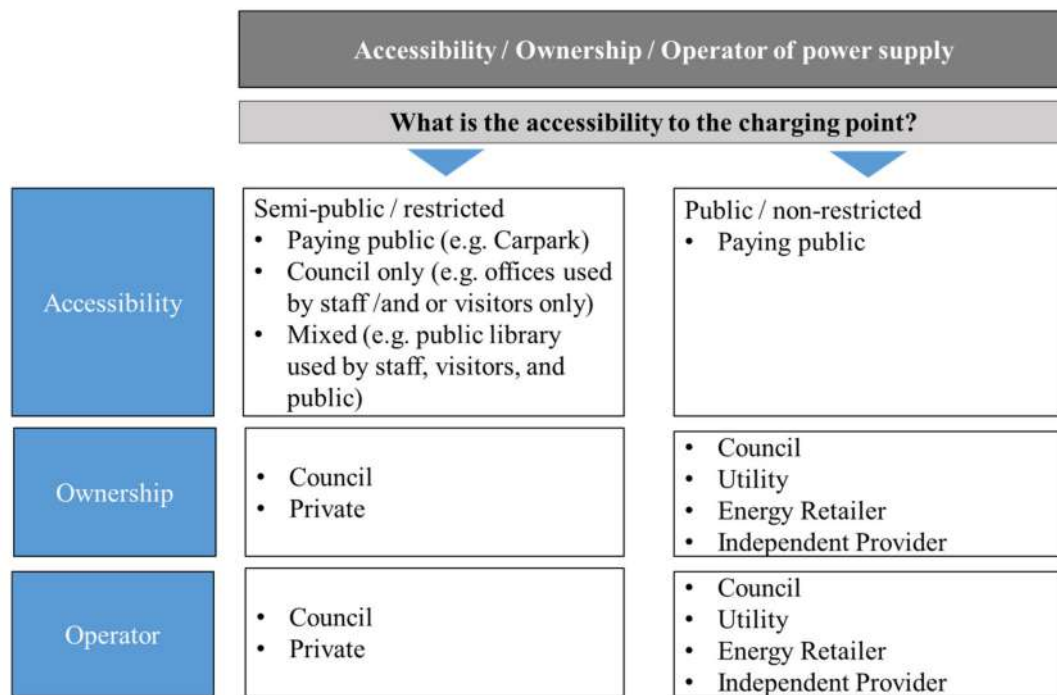 Accessibility / Ownership / Operator of power supply
What is the accessibility to the charging point?
Accessibility
Semi-public / restricted
• Paying public (e.g. Carpark)
• Council only (e.g. offices used
by staff /and or visitors only)
• Mixed (e.g. public library
used by staff, visitors, and
public)
Public / non-restricted
• Paying public
Ownership
• Council
• Private
• Council
• Utility
• Energy Retailer
• Independent Provider
Operator
• Council
• Private
• Council
• Utility
• Energy Retailer
• Independent Provider